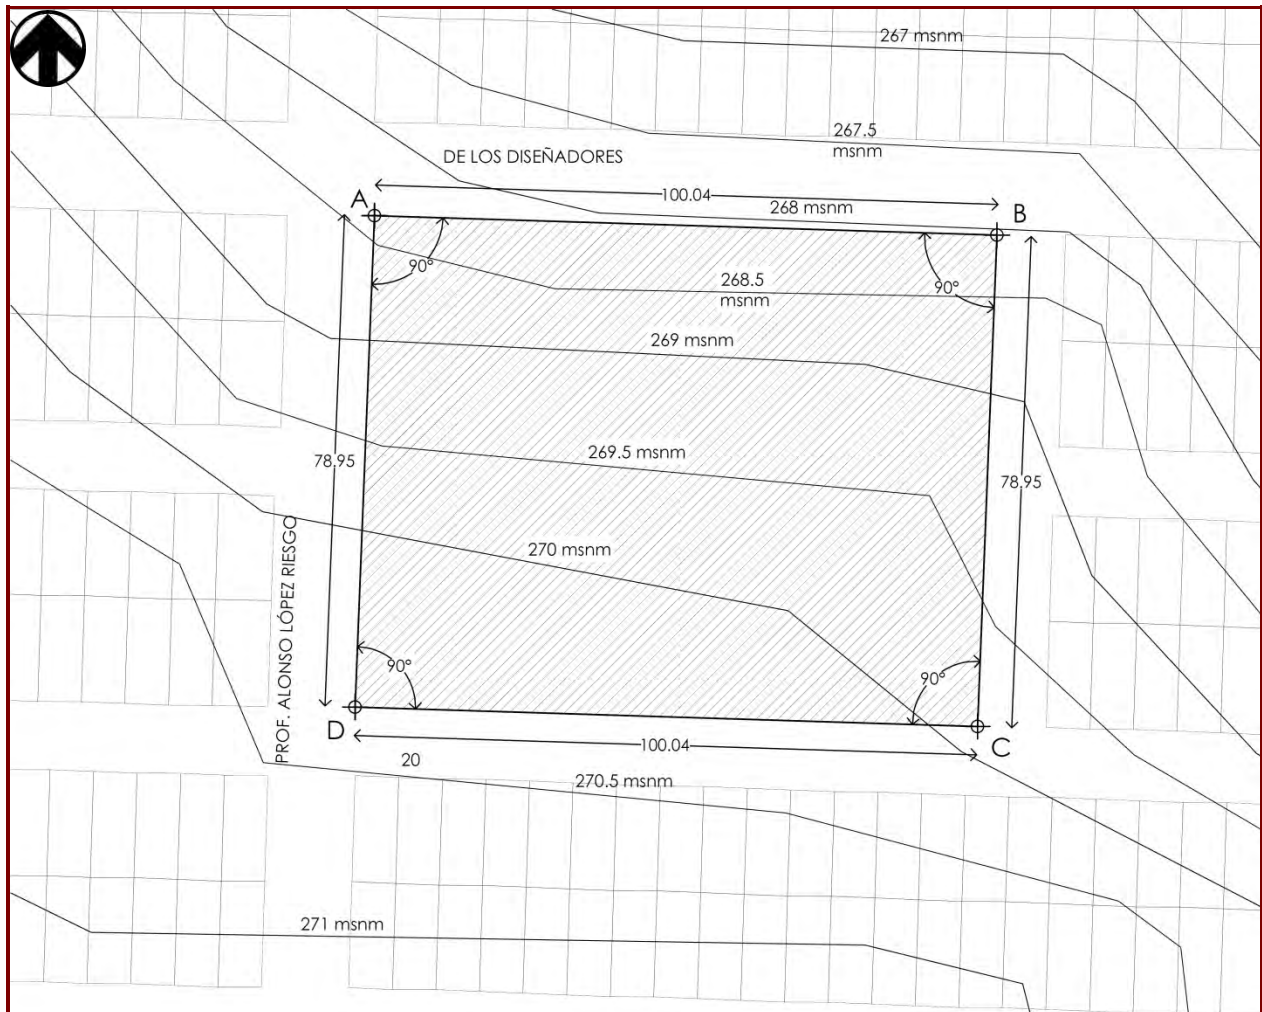 267 msnm
267.5
msnm
DE LOS DISEÑADORES
A
100.04
268 msnm
B
90°
268.5
msnm
90°
269 msnm
78.95
269.5 msnm
78.95
270 msnm
PROF. ALONSO LÓPEZ RIESGO
90°
90°
D
100.04
C
20
270.5 msnm
271 msnm